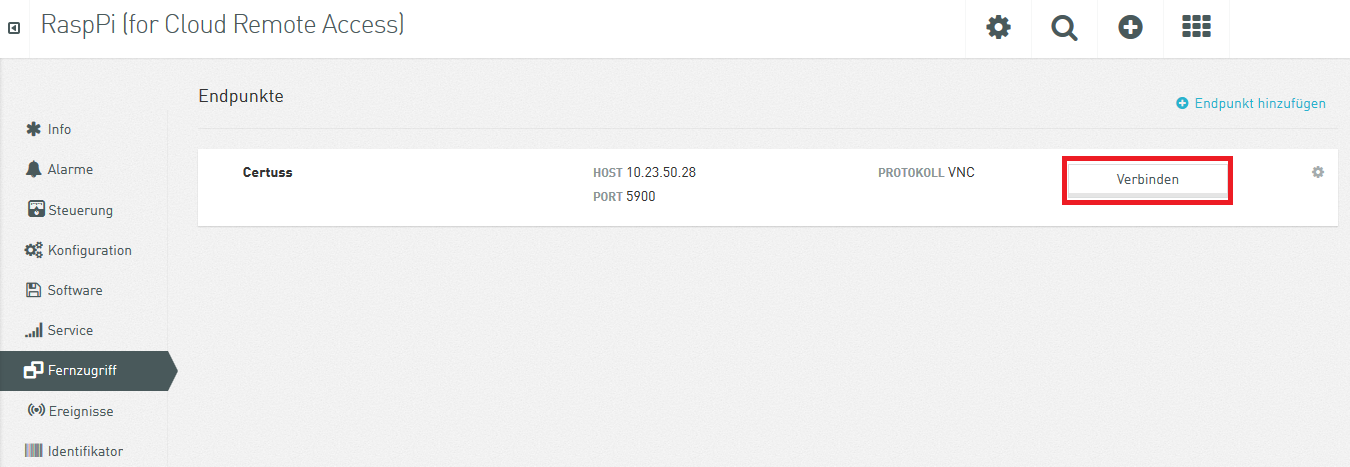 RaspPi (for Cloud Remote Access)
Endpunkte
Endpunkt hinzufügen
Info
Alarme
Steuerung
Konfiguration
Software
Service
Fernzugriff
Ereignisse
Identifikator
Certuss
HOST 10.23.50.28
PORT 5900
PROTOKOLL VNC
Verbinden